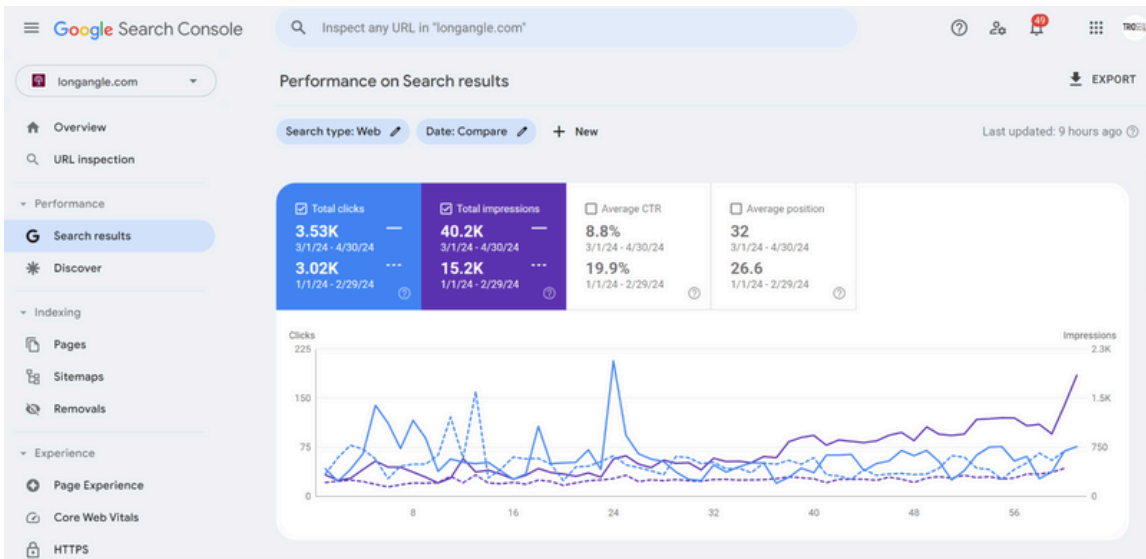 Google Search Console
Inspect any URL in "longangle.com"
49
longangle.com
Performance on Search results
EXPORT
Search type: Web
Date: Compare
+ New
Last updated: 9 hours ago
Overview
URL inspection
Performance
Search results
Discover
Indexing
Pages
Sitemaps
Removals
Experience
Page Experience
Core Web Vitals
HTTPS
Total clicks
3.53K
3/1/24 - 4/30/24
3.02K
1/1/24 - 2/29/24
Total impressions
40.2K
3/1/24 - 4/30/24
15.2K
1/1/24 - 2/29/24
Average CTR
8.8%
3/1/24 - 4/30/24
19.9%
1/1/24 - 2/29/24
Average position
32
3/1/24 - 4/30/24
26.6
1/1/24 - 2/29/24
Clicks
Impressions
225
2.3K
150
1.5K
75
750
0
0
8
16
24
32
40
48
56